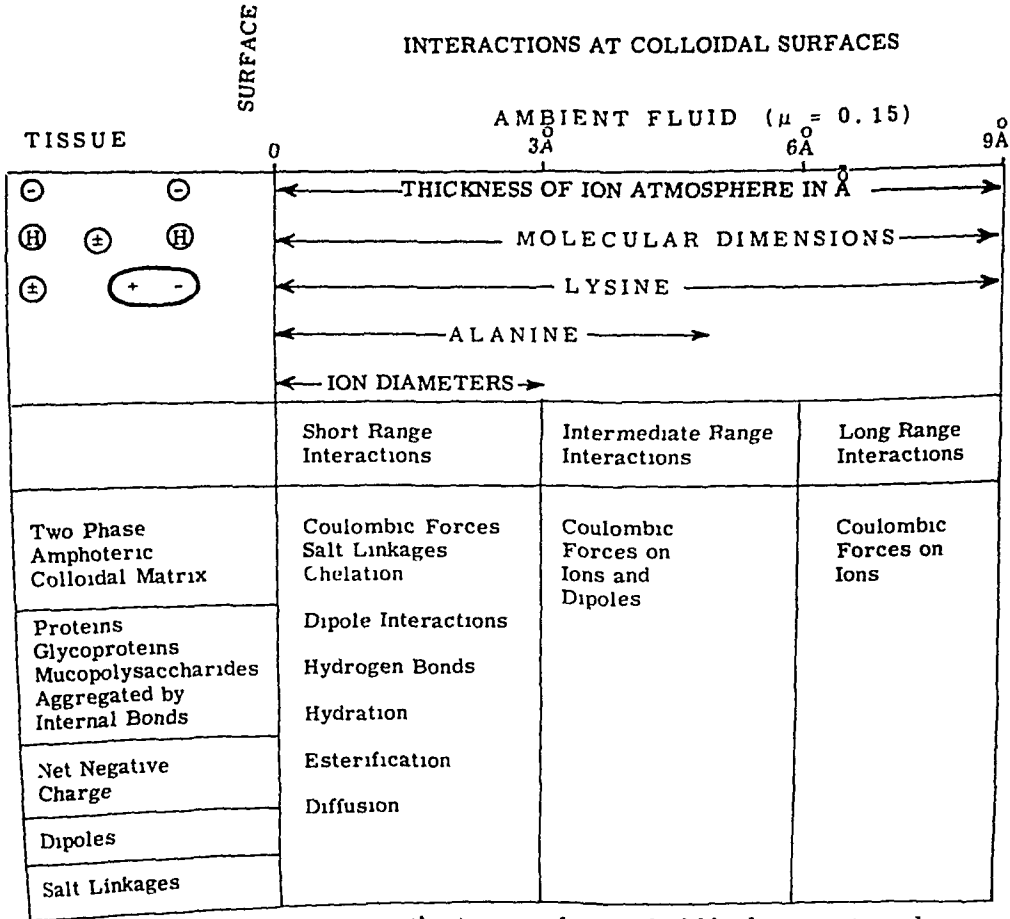 SURFACE
INTERACTIONS AT COLLOIDAL SURFACES
AMBIENT FLUID (μ = 0.15)
TISSUE
0
3Å
6Å
9Å
⊖ ⊖
THICKNESS OF ION ATMOSPHERE IN Å
Ⓗ ± Ⓗ
MOLECULAR DIMENSIONS
± + -
LYSINE
ALANINE
ION DIAMETERS
Short Range
Interactions
Intermediate Range
Interactions
Long Range
Interactions
Two Phase
Amphoteric
Colloidal Matrix
Proteins
Glycoproteins
Mucopolysaccharides
Aggregated by
Internal Bonds
Net Negative
Charge
Dipoles
Salt Linkages
Coulombic Forces
Salt Linkages
Chelation
Dipole Interactions
Hydrogen Bonds
Hydration
Esterification
Diffusion
Coulombic
Forces on
Ions and
Dipoles
Coulombic
Forces on
Ions